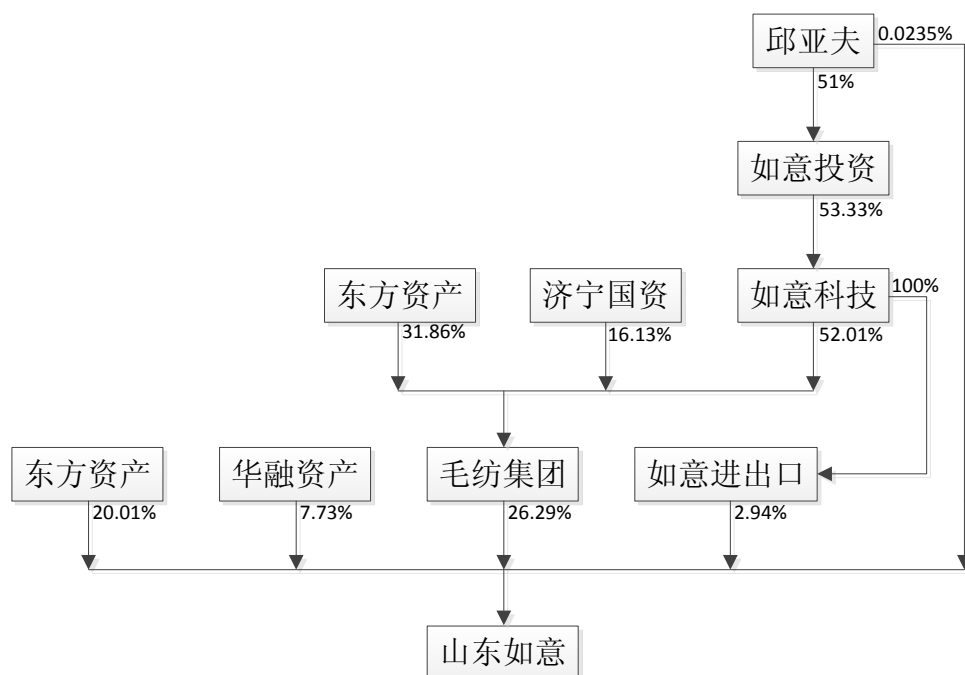 邱亚夫
0.0235%
51%
如意投资
53.33%
东方资产
济宁国资
如意科技
100%
31.86%
16.13%
52.01%
东方资产
华融资产
毛纺集团
如意进出口
20.01%
7.73%
26.29%
2.94%
山东如意